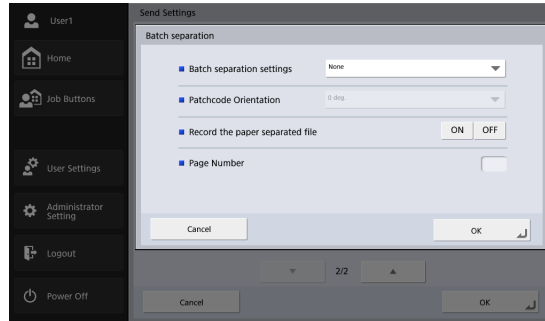 User1
Home
Job Buttons
User Settings
Administrator
Setting
Logout
Power Off
Send Settings
Batch separation
Batch separation settings
None
Patchcode Orientation
0 deg.
Record the paper separated file
ON OFF
Page Number
Cancel
OK
2/2
Cancel
OK